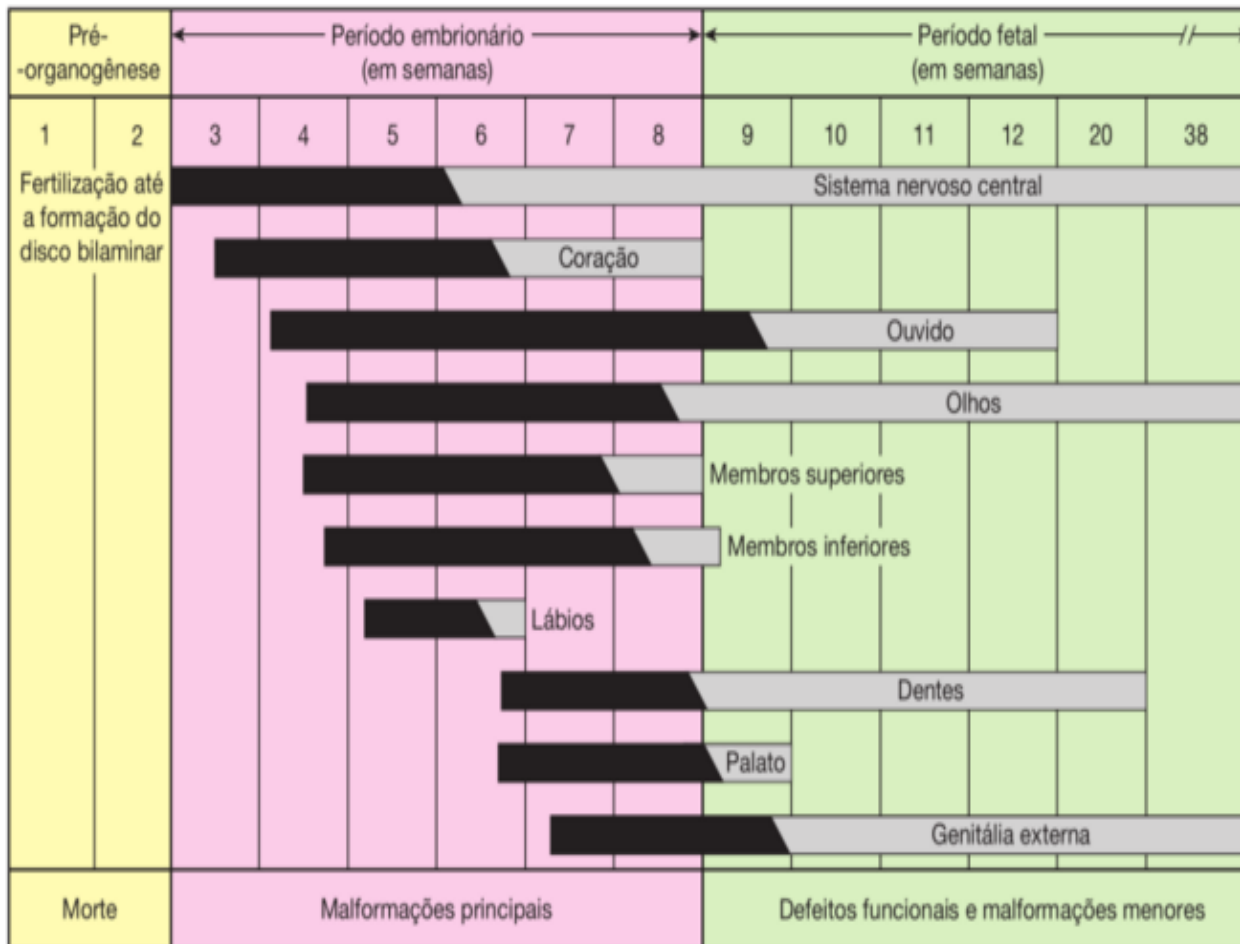 Pré-
-organogênese
Período embrionário
(em semanas)
Período fetal
(em semanas)
1 2 3 4 5 6 7 8 9 10 11 12 20 38
Fertilização até
a formação do
disco bilaminar
Sistema nervoso central
Coração
Ouvido
Olhos
Membros superiores
Membros inferiores
Lábios
Dentes
Palato
Genitália externa
Morte
Malformações principais
Defeitos funcionais e malformações menores